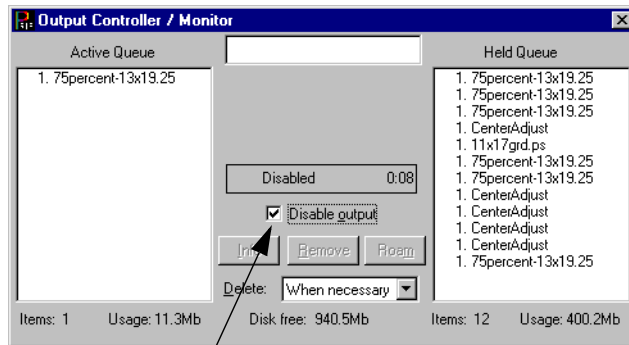 Output Controller / Monitor
Active Queue
Held Queue
1. 75percent-13x19.25
1. 75percent-13x19.25
1. 75percent-13x19.25
1. 75percent-13x19.25
1. CenterAdjust
1. 11x17grd.ps
1. 75percent-13x19.25
1. 75percent-13x19.25
1. CenterAdjust
1. CenterAdjust
1. CenterAdjust
1. CenterAdjust
1. 75percent-13x19.25
Disabled 0:08
Disable output
Info Remove Roam
Delete: When necessary
Items: 1 Usage: 11.3Mb Disk free: 940.5Mb Items: 12 Usage: 400.2Mb